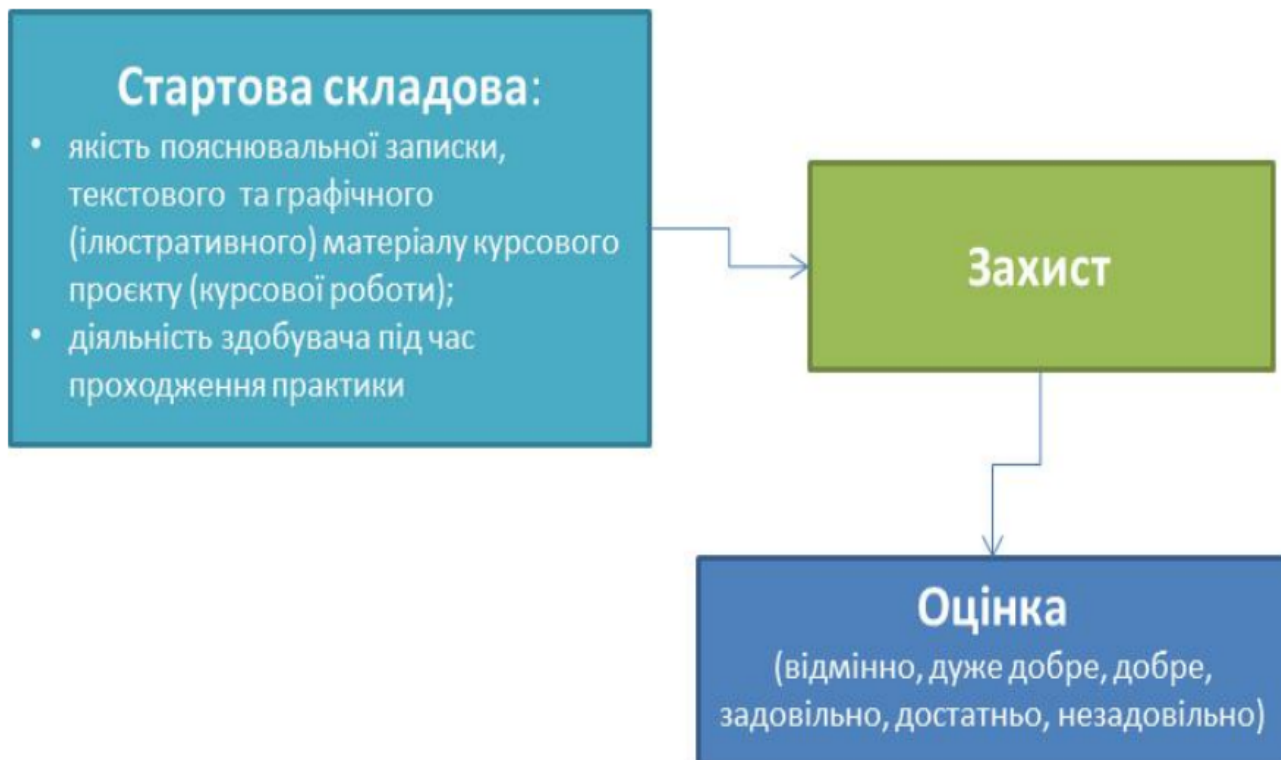 Стартова складова:
• якість пояснювальної записки,
текстового та графічного
(ілюстративного) матеріалу курсового
проєкту (курсової роботи);
• діяльність здобувача під час
проходження практики
Захист
Оцінка
(відмінно, дуже добре, добре,
задовільно, достатньо, незадовільно)